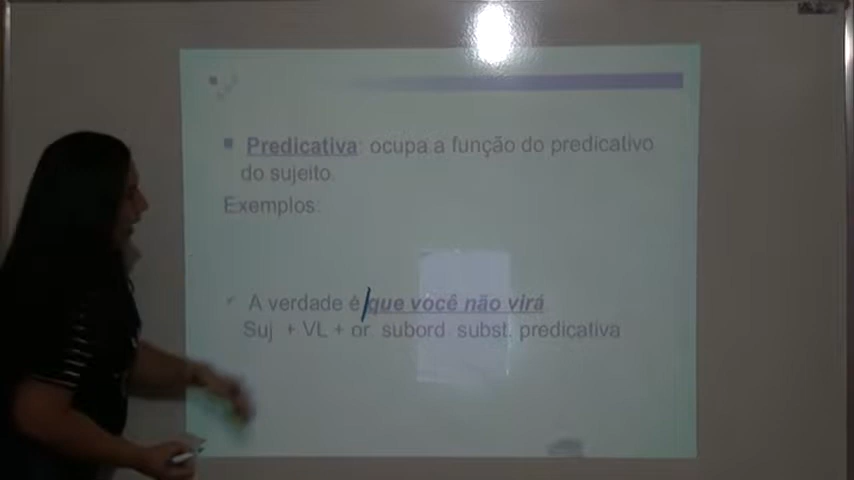 Predicativa: ocupa a função do predicativo
do sujeito.
Exemplos:
A verdade é que você não virá.
Suj + VL + or. subord. subst. predicativa